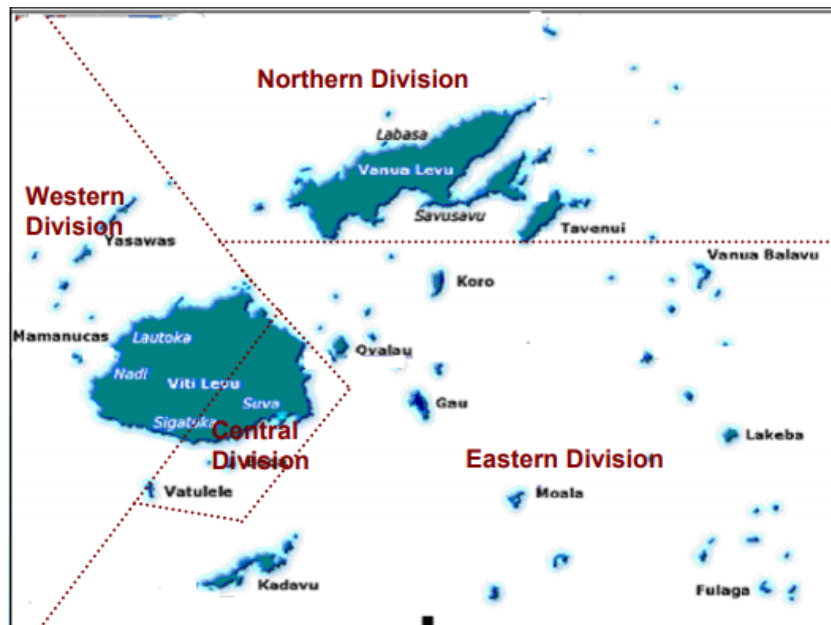 Northern Division
Labasa
Vanua Levu
Western
Division
Savusavu
Yasawas
Tavenui
Vanua Balavu
Koro
Mamanucas
Lautoka
Ovalau
Nadi
Viti Levu
Suva
Gau
Sigatoka
Central
Division
Lakeba
Eastern Division
Vatulele
Moala
Kadavu
Fulaga